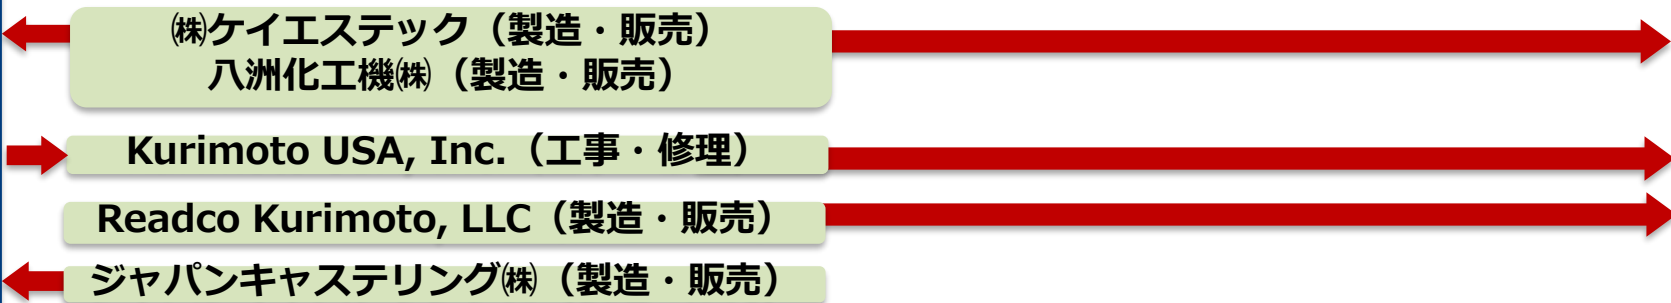 ㈱ケイエステック（製造・販売）
八洲化工機㈱（製造・販売）
Kurimoto USA, Inc.（工事・修理）
Readco Kurimoto, LLC（製造・販売）
ジャパンキャステリング㈱（製造・販売）